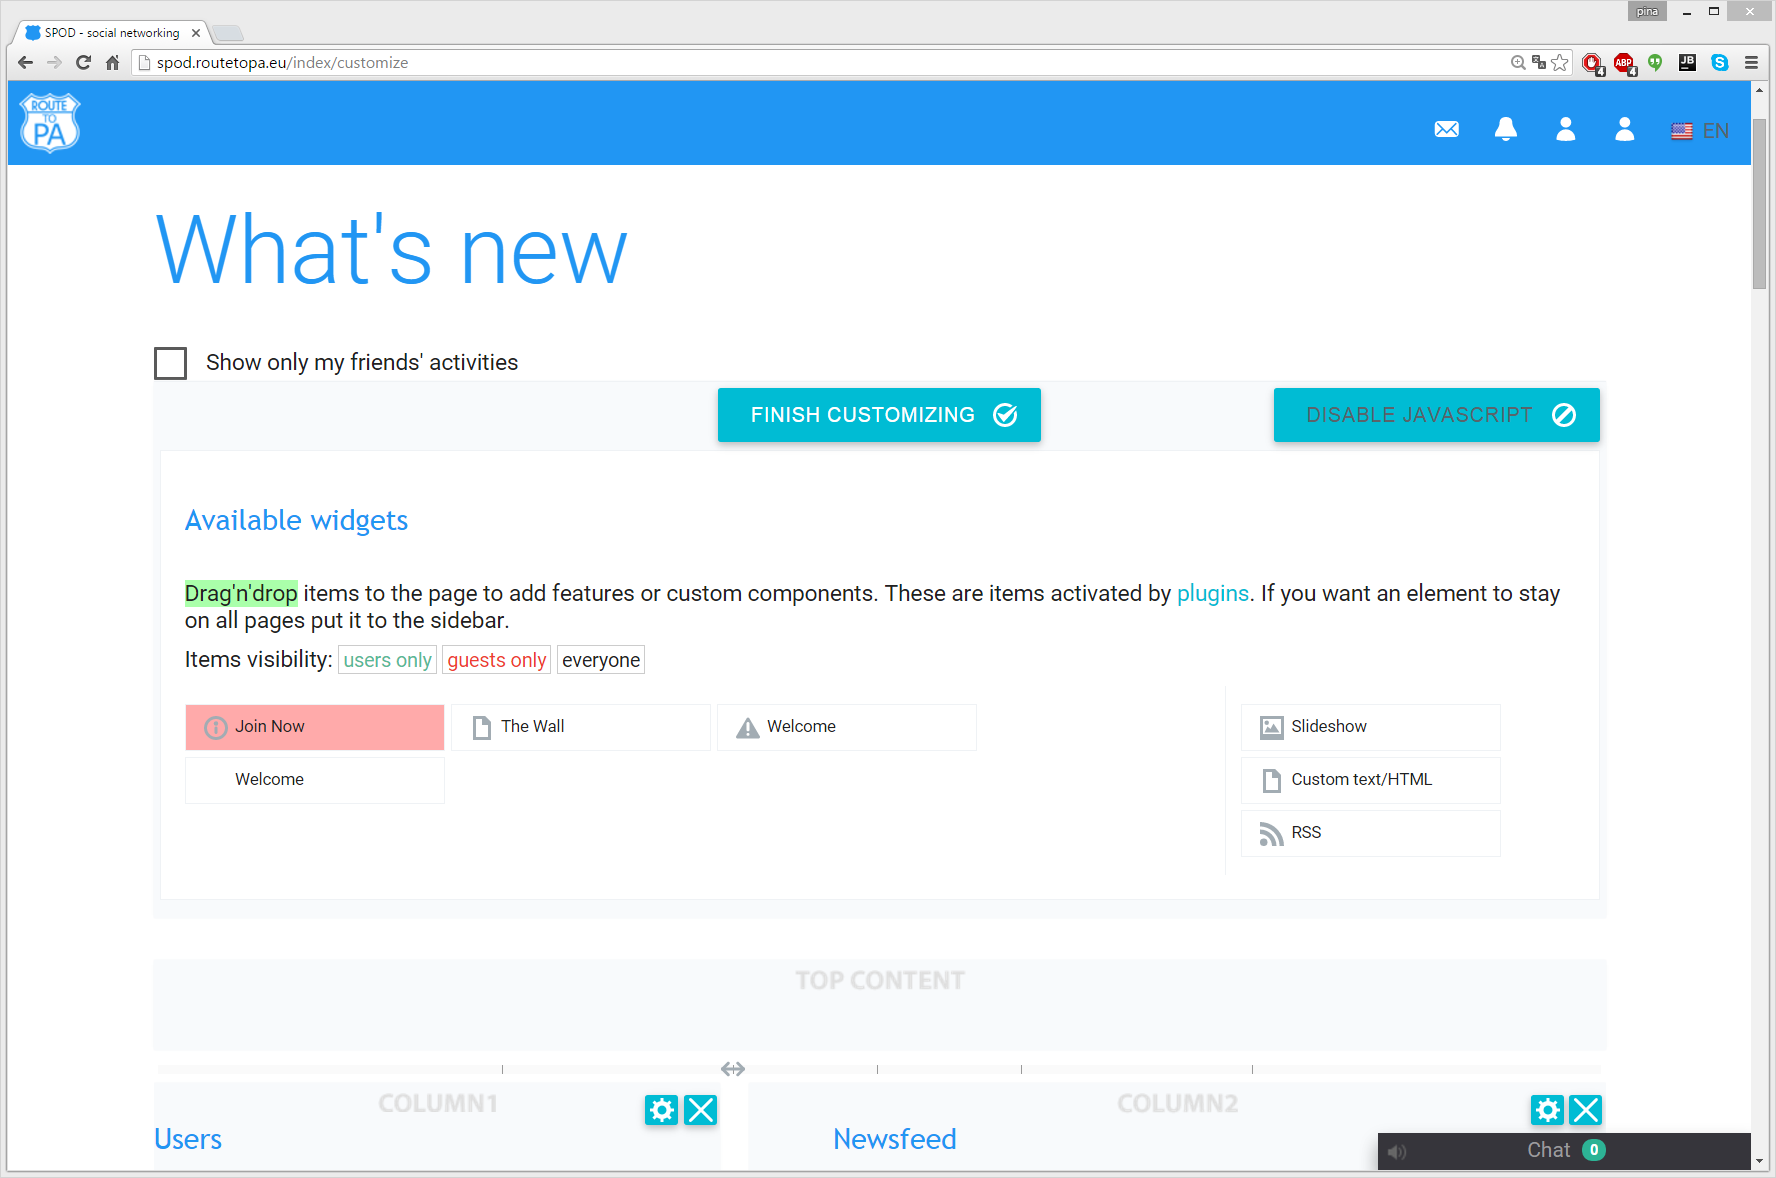 pina
SPOD - social networking
spod.routetopa.eu/index/customize
4
ABP
4
JB
S
ROUTE
TO
PA
EN
What's new
Show only my friends' activities
FINISH CUSTOMIZING
DISABLE JAVASCRIPT
Available widgets
Drag'n'drop items to the page to add features or custom components. These are items activated by plugins. If you want an element to stay
on all pages put it to the sidebar.
Items visibility: users only guests only everyone
Join Now
The Wall
Welcome
Slideshow
Welcome
Custom text/HTML
RSS
TOP CONTENT
COLUMN1
COLUMN2
Users
Newsfeed
Chat 0